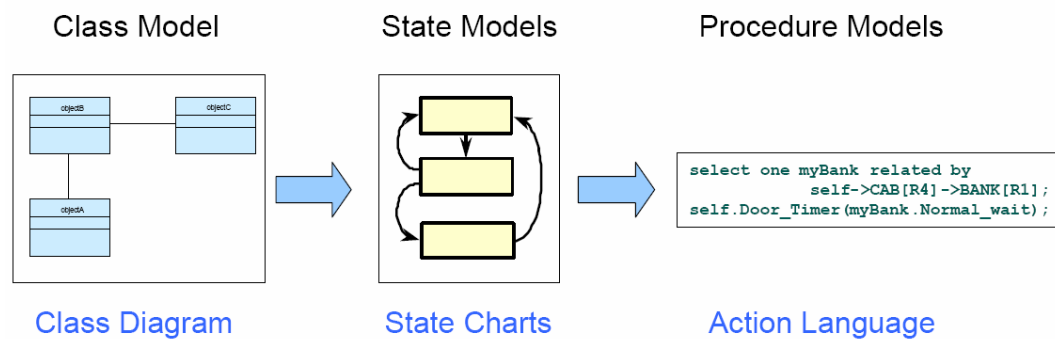 Class Model
State Models
Procedure Models
objectB
objectC
objectA
select one myBank related by
self->CAB[R4]->BANK[R1];
self.Door_Timer(myBank.Normal_wait);
Class Diagram
State Charts
Action Language